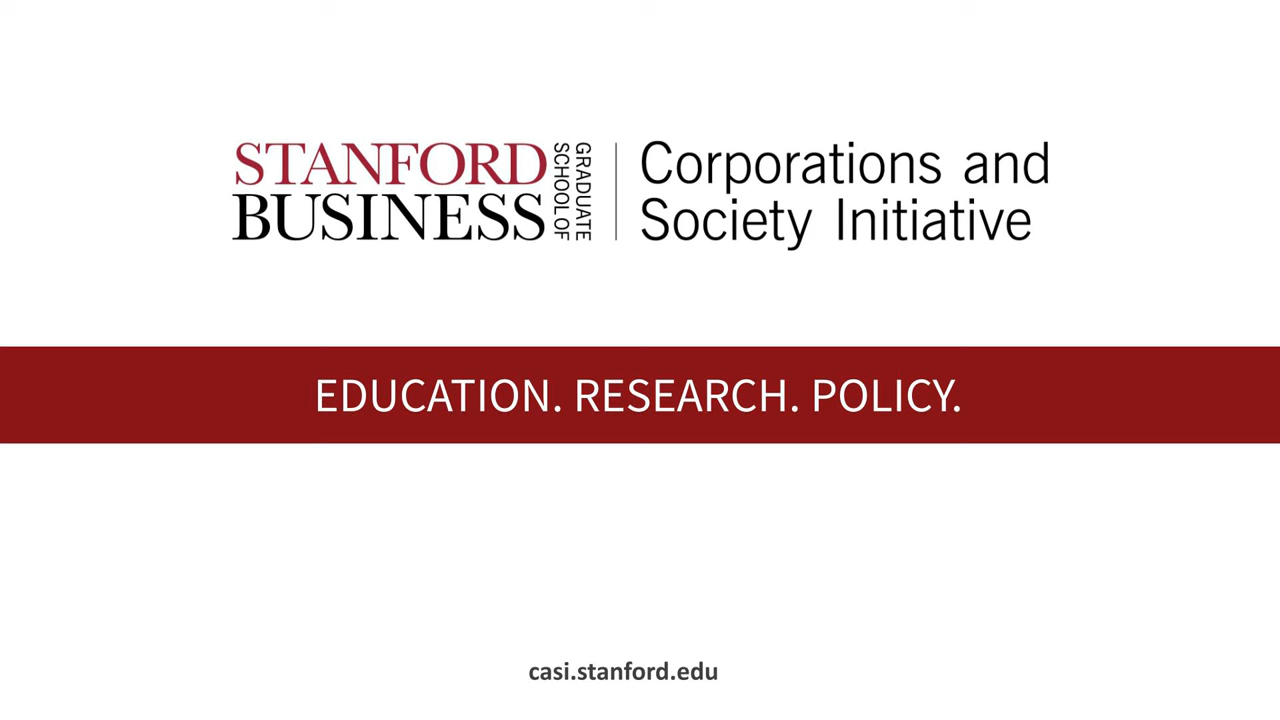 STANFORD
BUSINESS
GRADUATE
SCHOOL OF
Corporations and
Society Initiative
EDUCATION. RESEARCH. POLICY.
casi.stanford.edu